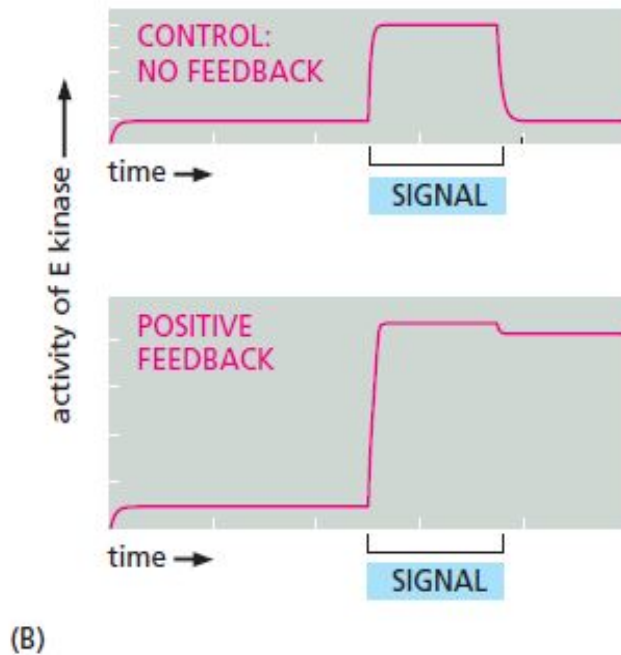 CONTROL:
NO FEEDBACK
activity of E kinase
time
SIGNAL
POSITIVE
FEEDBACK
time
SIGNAL
(B)